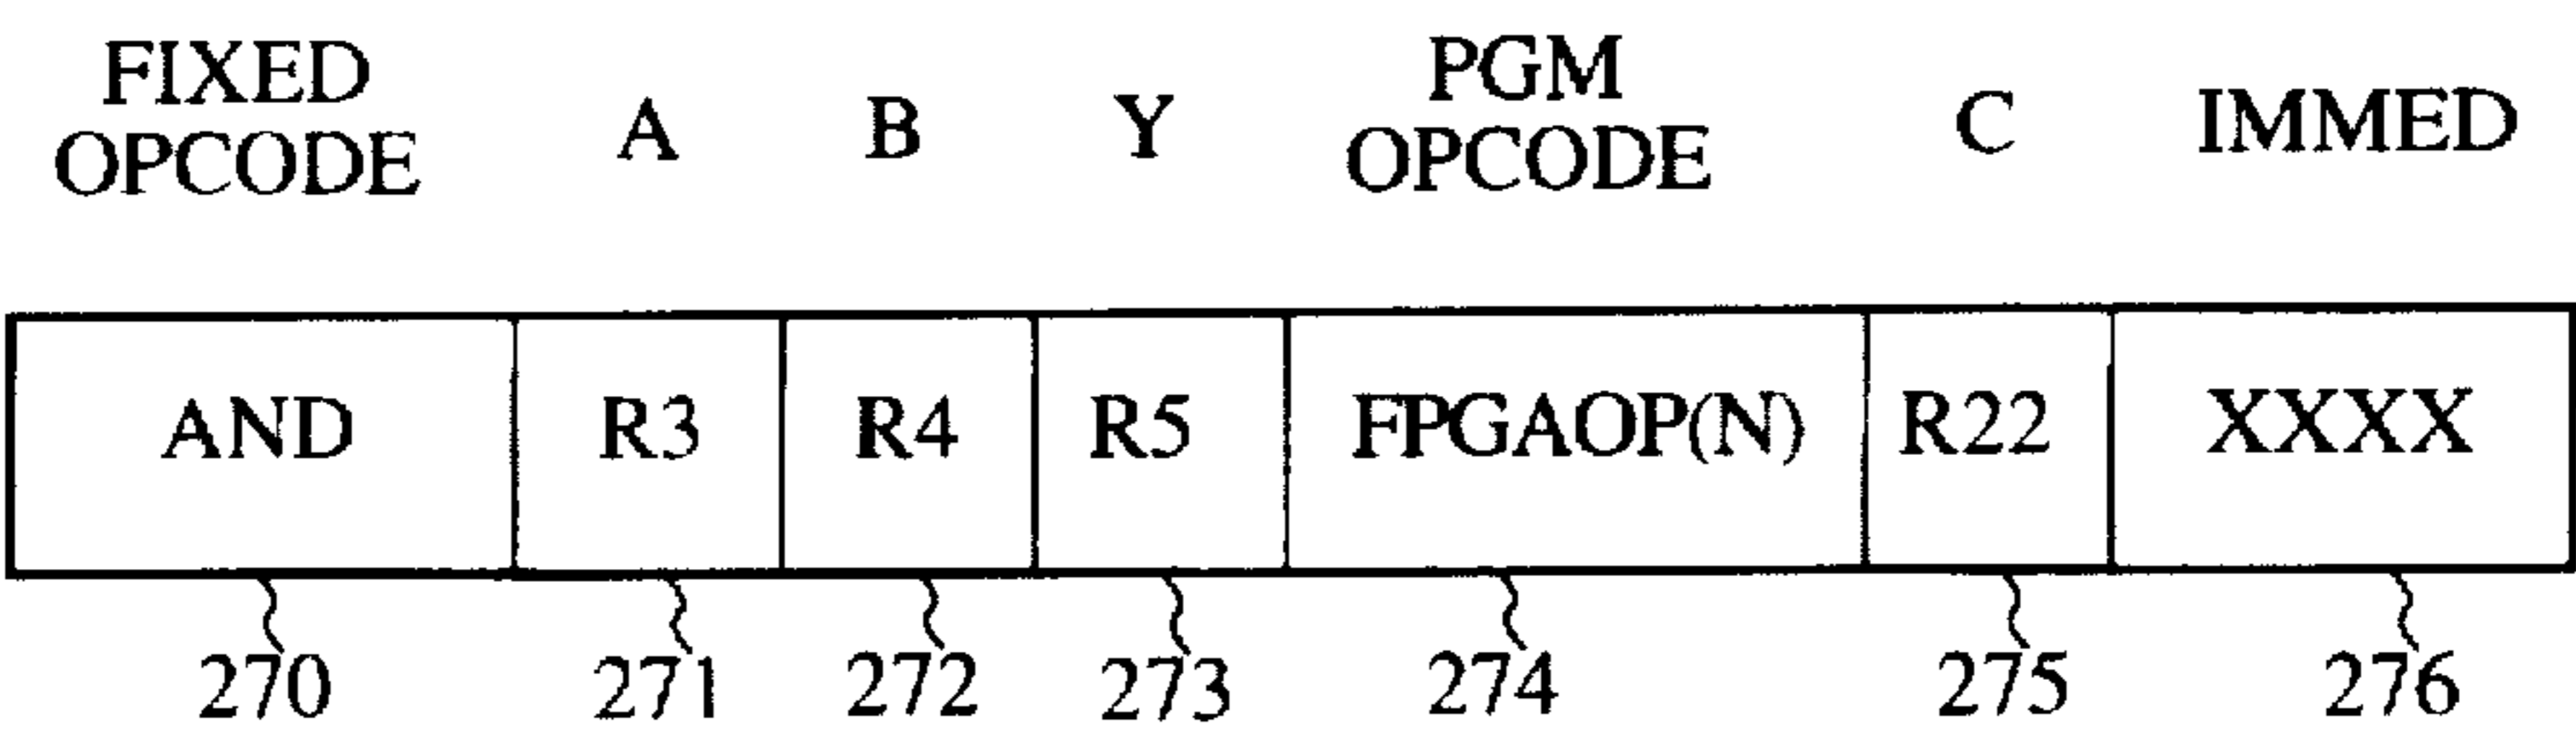 FIXED
OPCODE
A
B
Y
PGM
OPCODE
C
IMMED
AND
R3
R4
R5
FPGAOP(N)
R22
XXXX
270
271
272
273
274
275
276